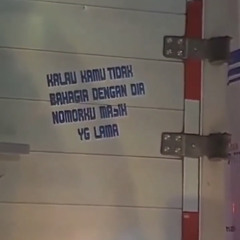 KALAU KAMU TIDAK
BAHAGIA DENGAN DIA
NOMORKU MASIH
YG LAMA